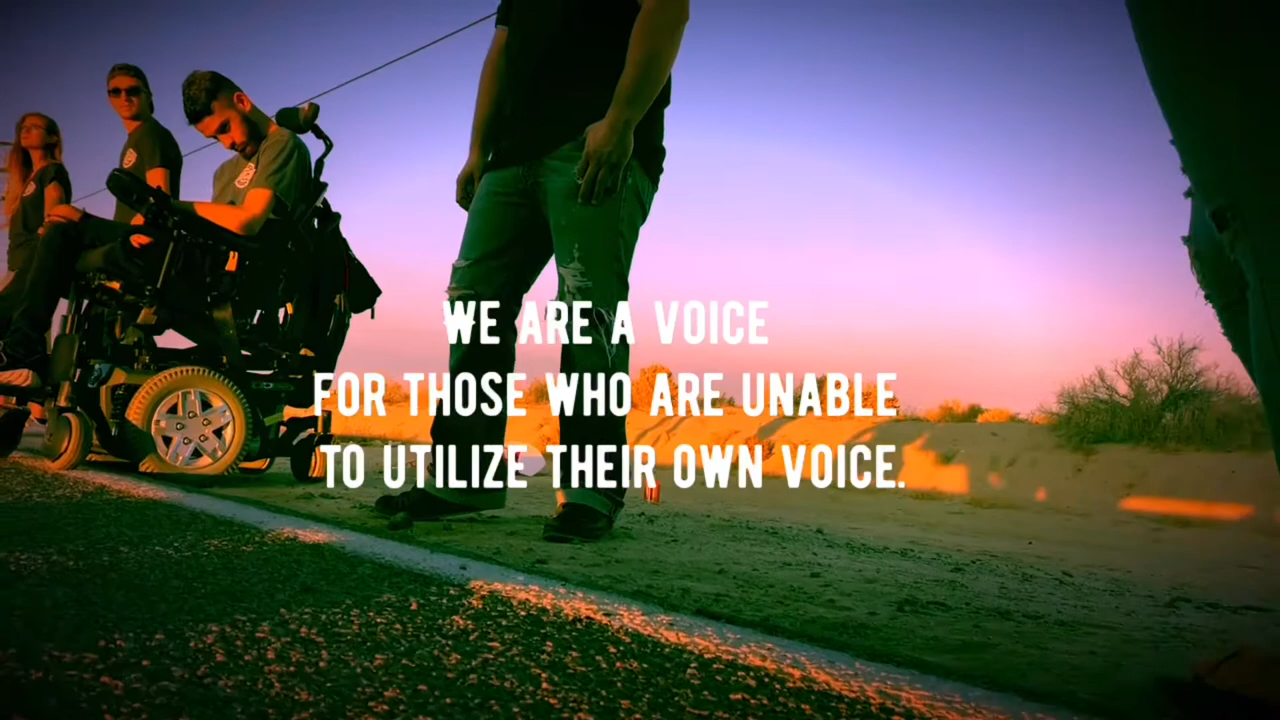 WE ARE A VOICE
FOR THOSE WHO ARE UNABLE
TO UTILIZE THEIR OWN VOICE.